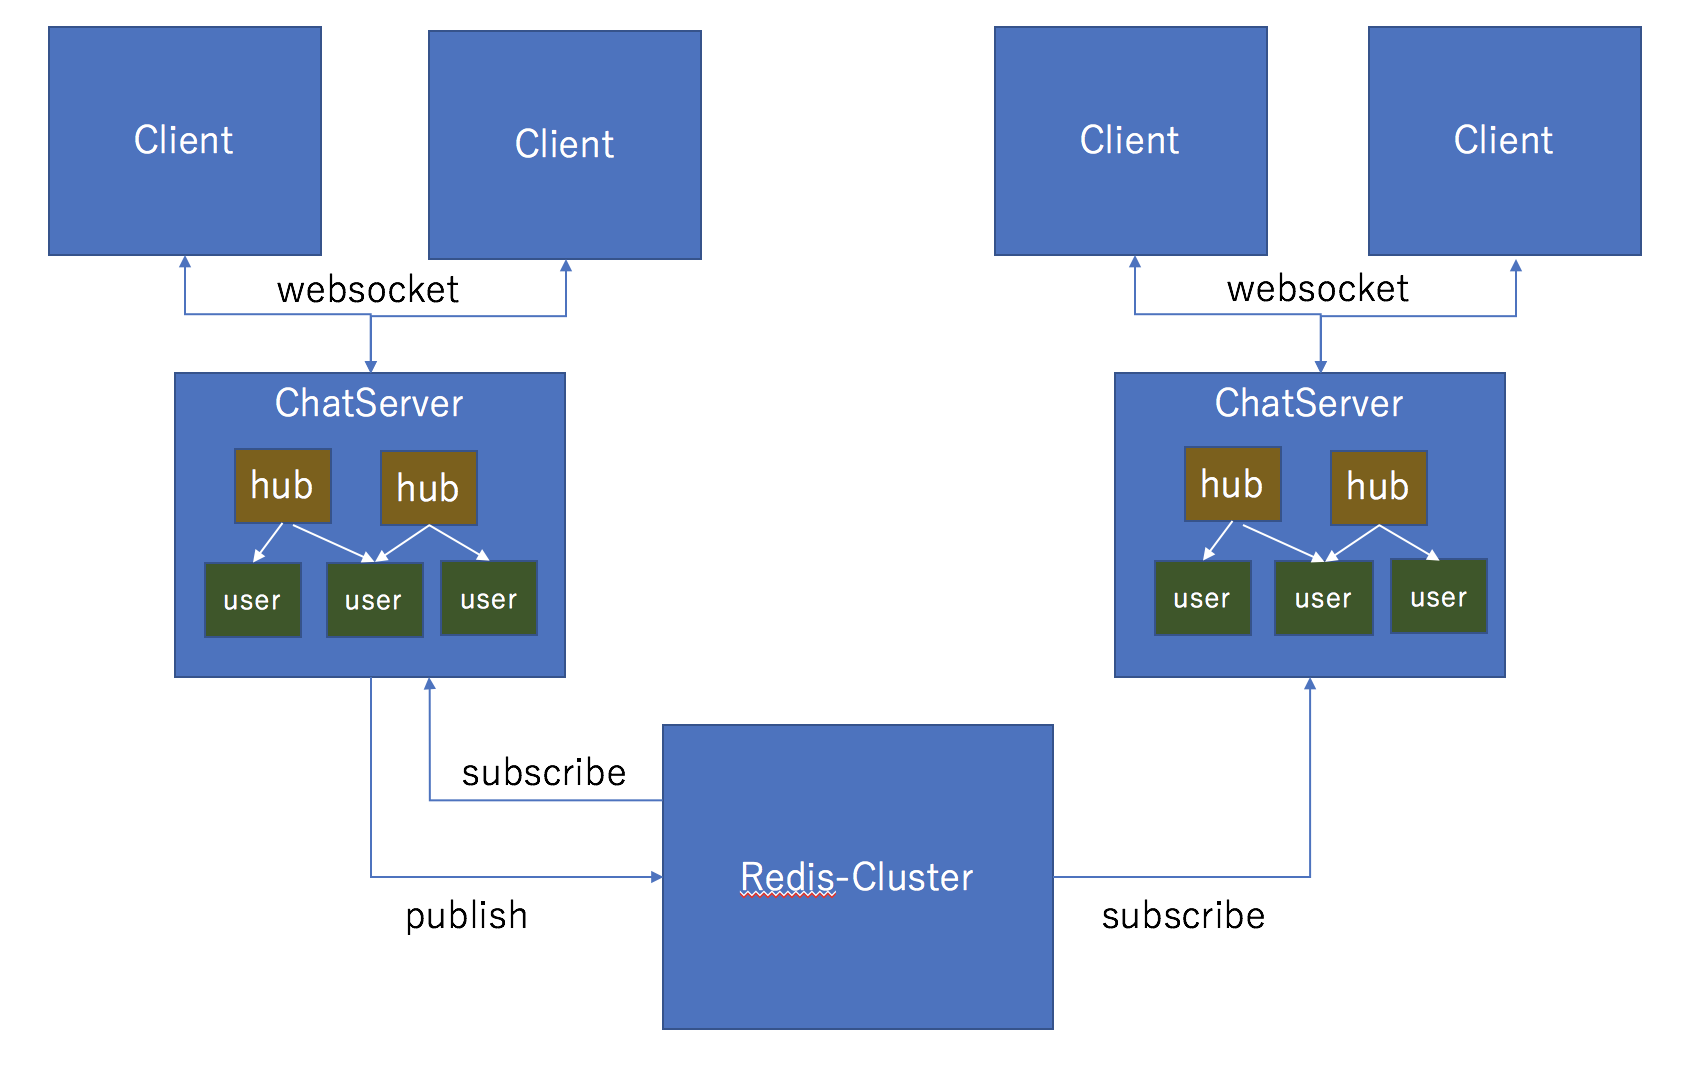 Client
Client
Client
Client
websocket
websocket
ChatServer
hub
hub
user
user
user
ChatServer
hub
hub
user
user
user
subscribe
Redis-Cluster
publish
subscribe